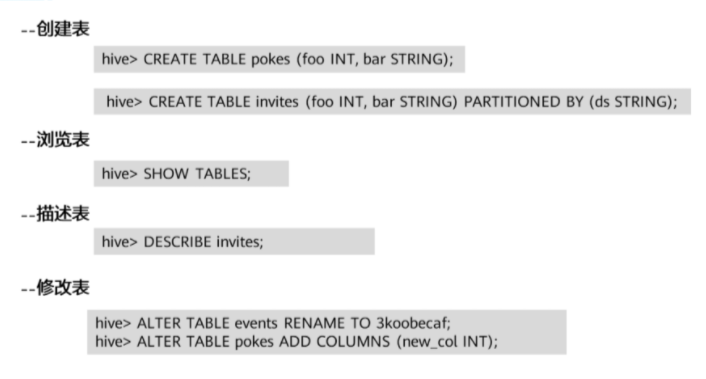 --创建表
hive> CREATE TABLE pokes (foo INT, bar STRING);
hive> CREATE TABLE invites (foo INT, bar STRING) PARTITIONED BY (ds STRING);
--浏览表
hive> SHOW TABLES;
--描述表
hive> DESCRIBE invites;
--修改表
hive> ALTER TABLE events RENAME TO 3koobecaf;
hive> ALTER TABLE pokes ADD COLUMNS (new_col INT);